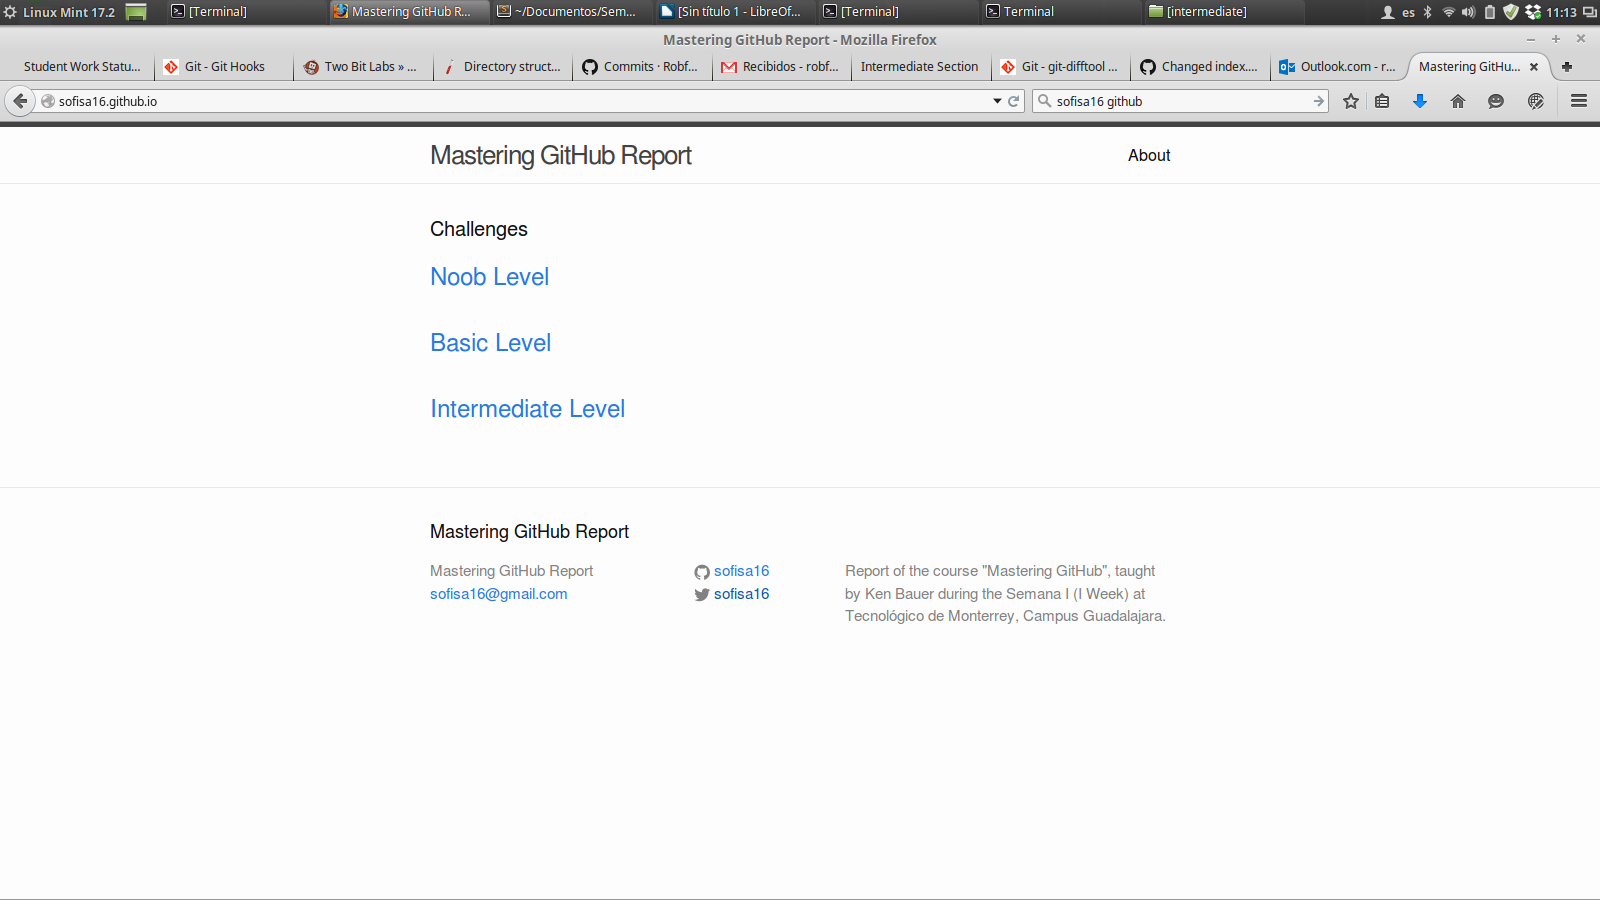 Linux Mint 17.2 [Terminal] Mastering GitHub R... ~/Documentos/Sem... [Sin título 1 - LibreOf... [Terminal] Terminal [intermediate] es 11:13
Mastering GitHub Report - Mozilla Firefox
Student Work Statu... Git - Git Hooks Two Bit Labs » ... Directory struct... Commits · Robf... Recibidos - robf... Intermediate Section Git - git-difftool ... Changed index.... Outlook.com - r... Mastering GitHu...
sofisa16.github.io sofisa16 github
Mastering GitHub Report About
Challenges
Noob Level
Basic Level
Intermediate Level
Mastering GitHub Report
Mastering GitHub Report sofisa16 Report of the course "Mastering GitHub", taught
sofisa16@gmail.com sofisa16 by Ken Bauer during the Semana I (I Week) at
Tecnológico de Monterrey, Campus Guadalajara.